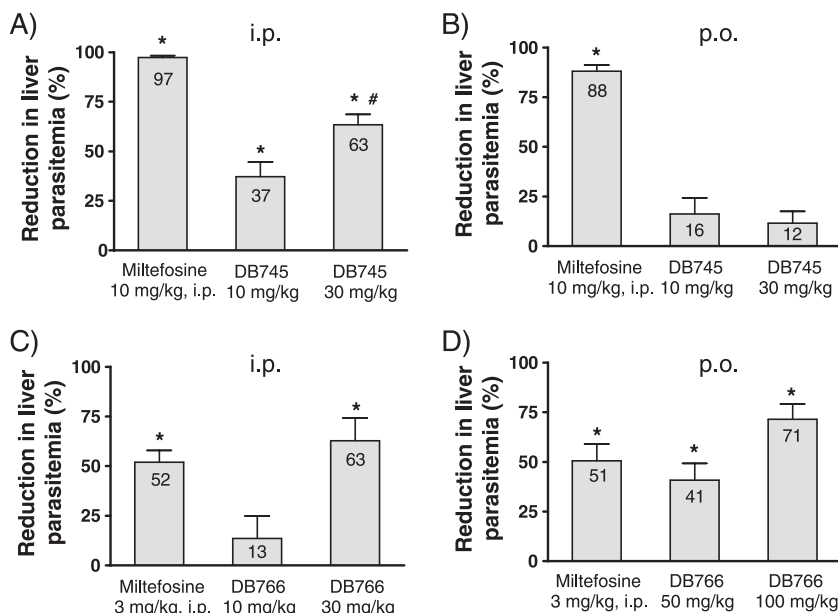 A)
i.p.
Reduction in liver
parasitemia (%)
100
75
50
25
0
*
97
*
37
* #
63
Miltefosine
10 mg/kg, i.p.
DB745
10 mg/kg
DB745
30 mg/kg
B)
p.o.
Reduction in liver
parasitemia (%)
100
75
50
25
0
*
88
16
12
Miltefosine
10 mg/kg, i.p.
DB745
10 mg/kg
DB745
30 mg/kg
C)
i.p.
Reduction in liver
parasitemia (%)
100
75
50
25
0
*
52
13
*
63
Miltefosine
3 mg/kg, i.p.
DB766
10 mg/kg
DB766
30 mg/kg
D)
p.o.
Reduction in liver
parasitemia (%)
100
75
50
25
0
*
51
*
41
*
71
Miltefosine
3 mg/kg, i.p.
DB766
50 mg/kg
DB766
100 mg/kg